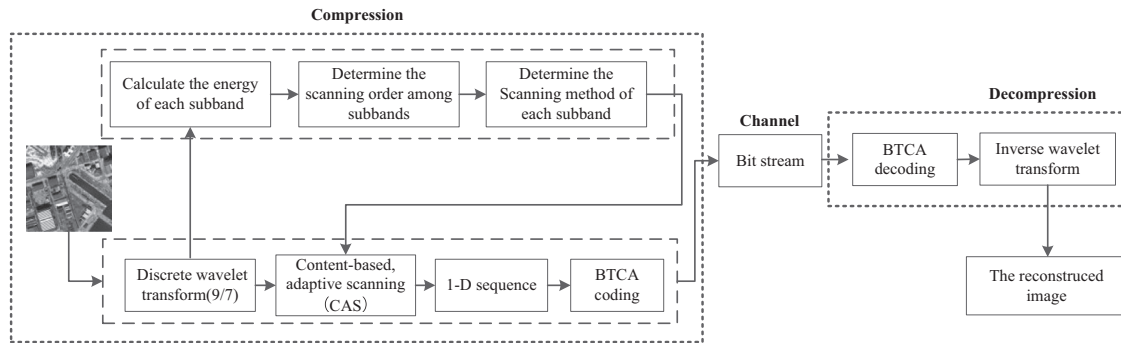 Compression
Calculate the energy
of each subband
Determine the
scanning order among
subbands
Determine the
Scanning method of
each subband
Discrete wavelet
transform(9/7)
Content-based,
adaptive scanning
(CAS)
1-D sequence
BTCA
coding
Channel
Bit stream
Decompression
BTCA
decoding
Inverse wavelet
transform
The reconstruced
image